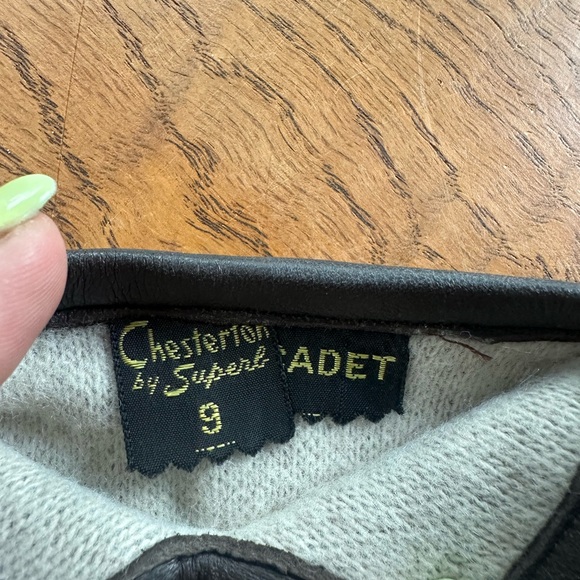 Chesterton
by Superb
9
CADET